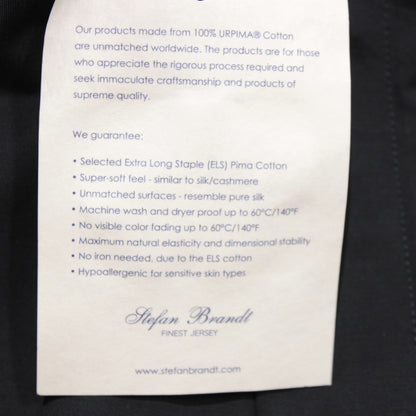 Our products made from 100% URPIMA® Cotton
are unmatched worldwide. The products are for those
who appreciate the rigorous process required and
seek immaculate craftsmanship and products of
supreme quality.
We guarantee:
• Selected Extra Long Staple (ELS) Pima Cotton
• Super-soft feel - similar to silk/cashmere
• Unmatched surfaces - resemble pure silk
• Machine wash and dryer proof up to 60°C/140°F
• No visible color fading up to 60°C/140°F
• Maximum natural elasticity and dimensional stability
• No iron needed, due to the ELS cotton
• Hypoallergenic for sensitive skin types
Stefan Brandt
FINEST JERSEY
www.stefanbrandt.com